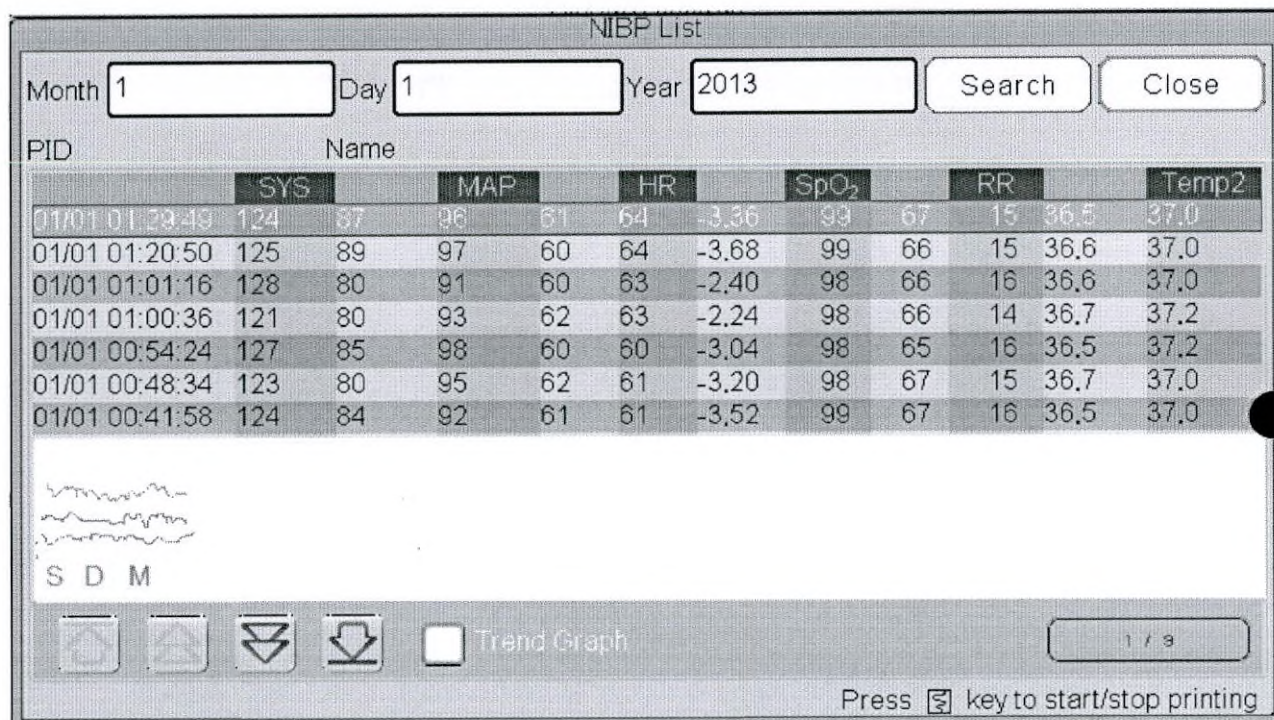 NIBP List
Month 1 Day 1 Year 2013 Search Close
PID Name
SYS MAP HR SpO₂ RR Temp2
01/01 01:29:49 124 87 96 61 64 -3.36 99 67 15 36.5 37.0
01/01 01:20:50 125 89 97 60 64 -3.68 99 66 15 36.6 37.0
01/01 01:01:16 128 80 91 60 63 -2.40 98 66 16 36.6 37.0
01/01 01:00:36 121 80 93 62 63 -2.24 98 66 14 36.7 37.2
01/01 00:54:24 127 85 98 60 60 -3.04 98 65 16 36.5 37.2
01/01 00:48:34 123 80 95 62 61 -3.20 98 67 15 36.7 37.0
01/01 00:41:58 124 84 92 61 61 -3.52 99 67 16 36.5 37.0
S D M
Trend Graph 1 / 9
Press key to start/stop printing